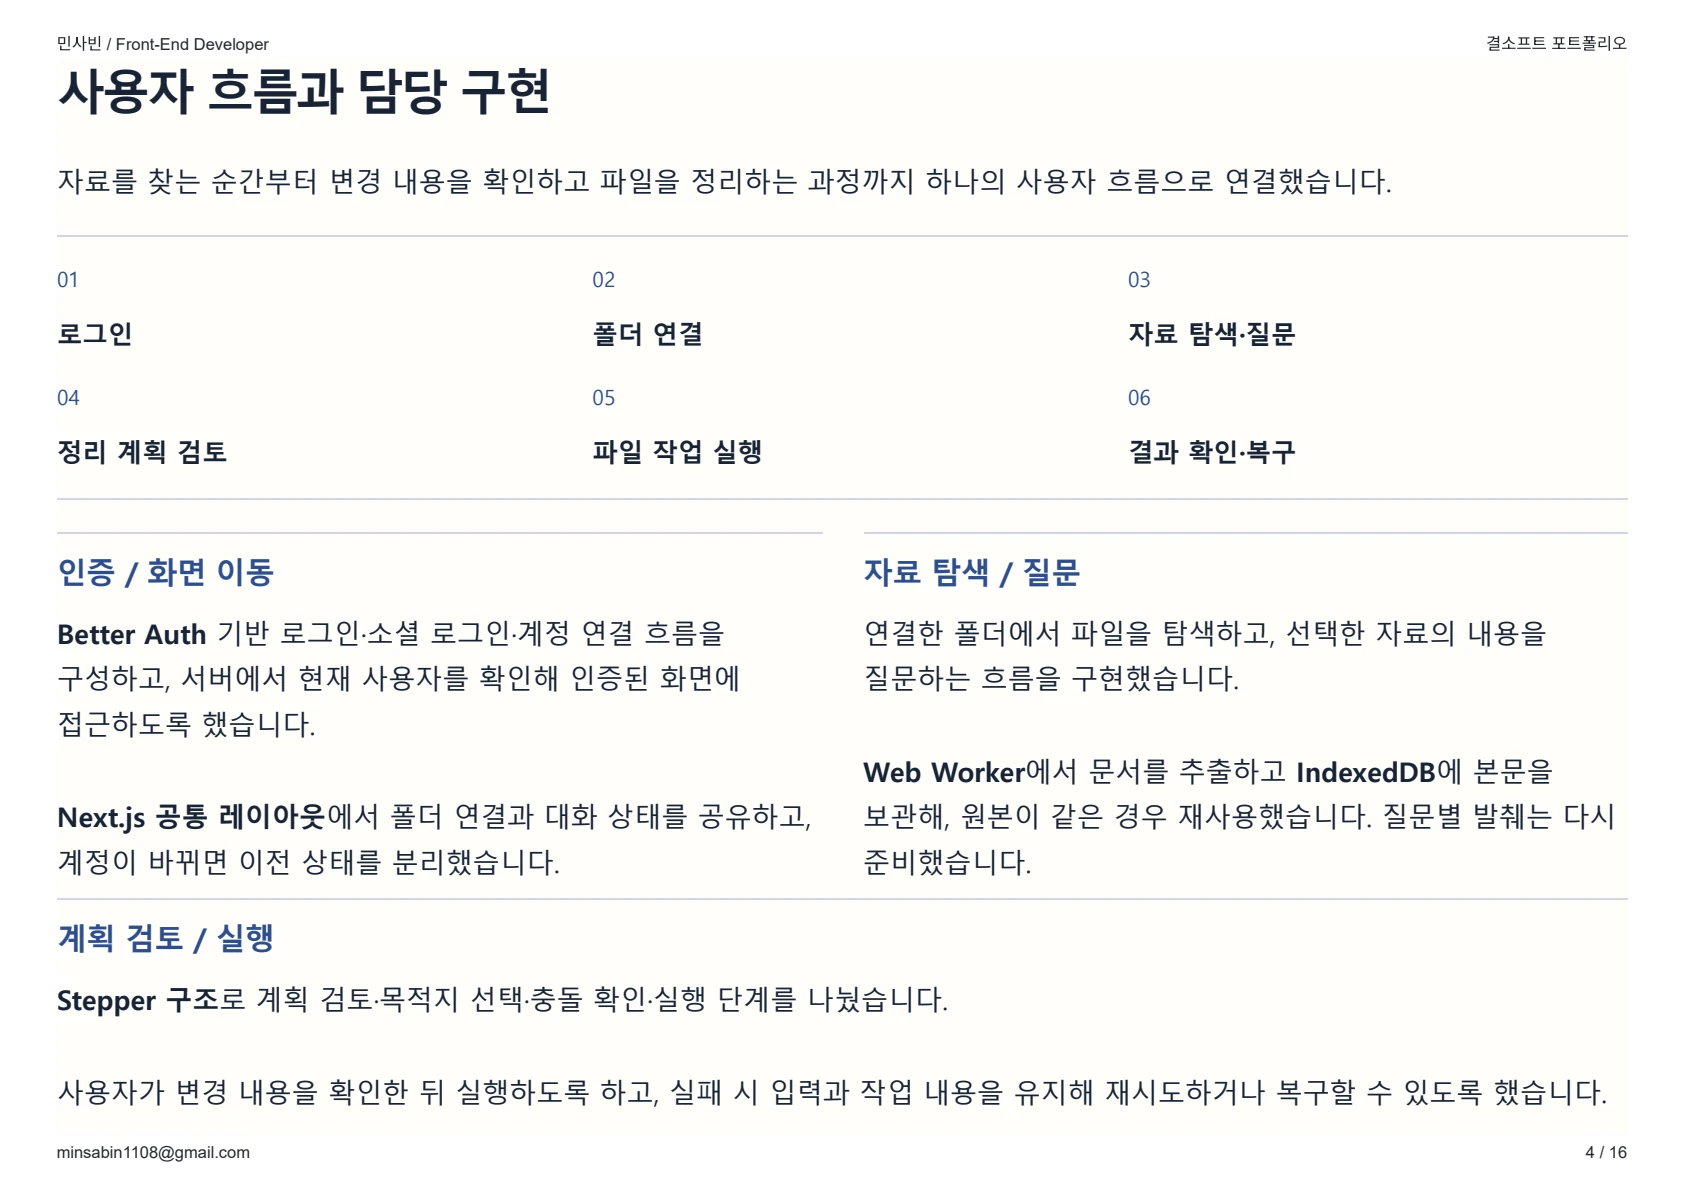 민사빈 / Front-End Developer
결소프트 포트폴리오
사용자 흐름과 담당 구현
자료를 찾는 순간부터 변경 내용을 확인하고 파일을 정리하는 과정까지 하나의 사용자 흐름으로 연결했습니다.
01
로그인
02
폴더 연결
03
자료 탐색·질문
04
정리 계획 검토
05
파일 작업 실행
06
결과 확인·복구
인증 / 화면 이동
Better Auth 기반 로그인·소셜 로그인·계정 연결 흐름을
구성하고, 서버에서 현재 사용자를 확인해 인증된 화면에
접근하도록 했습니다.
Next.js 공통 레이아웃에서 폴더 연결과 대화 상태를 공유하고,
계정이 바뀌면 이전 상태를 분리했습니다.
자료 탐색 / 질문
연결한 폴더에서 파일을 탐색하고, 선택한 자료의 내용을
질문하는 흐름을 구현했습니다.
Web Worker에서 문서를 추출하고 IndexedDB에 본문을
보관해, 원본이 같은 경우 재사용했습니다. 질문별 발췌는 다시
준비했습니다.
계획 검토 / 실행
Stepper 구조로 계획 검토·목적지 선택·충돌 확인·실행 단계를 나눴습니다.
사용자가 변경 내용을 확인한 뒤 실행하도록 하고, 실패 시 입력과 작업 내용을 유지해 재시도하거나 복구할 수 있도록 했습니다.
minsabin1108@gmail.com
4 / 16